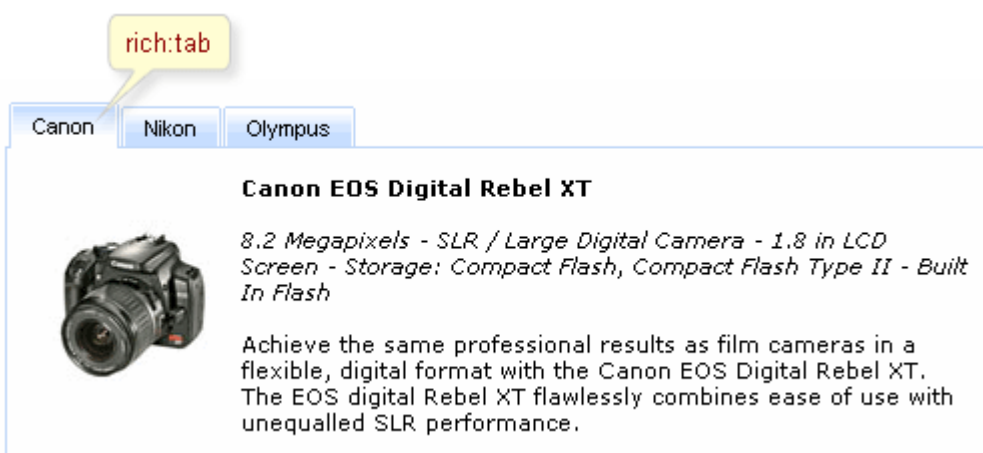 rich:tab
Canon Nikon Olympus
Canon EOS Digital Rebel XT
8.2 Megapixels - SLR / Large Digital Camera - 1.8 in LCD
Screen - Storage: Compact Flash, Compact Flash Type II - Built
In Flash
Achieve the same professional results as film cameras in a
flexible, digital format with the Canon EOS Digital Rebel XT.
The EOS digital Rebel XT flawlessly combines ease of use with
unequalled SLR performance.